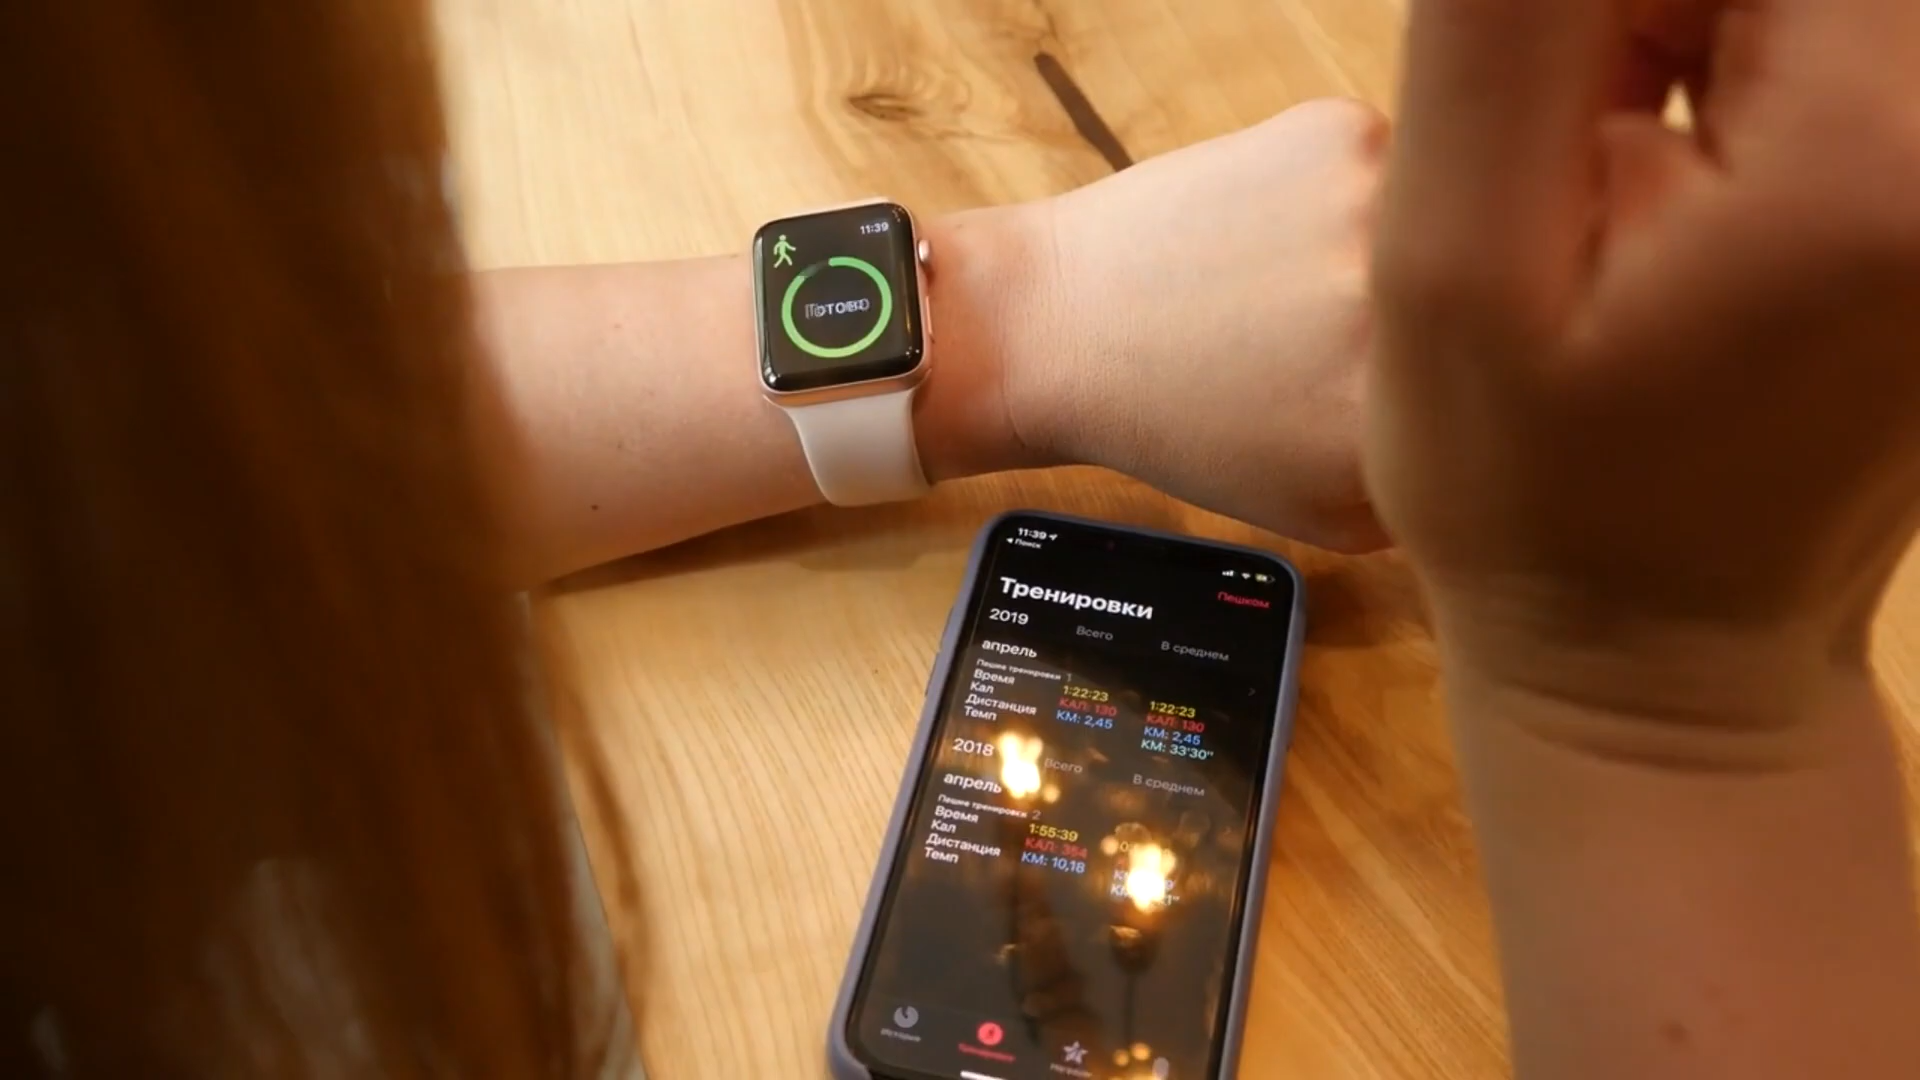 11:39
11:39
Поиск
Тренировки
Пешком
2019
Всего
В среднем
апрель
Пешие тренировки 1
Время 1:22:23 1:22:23
Кал КАЛ: 130 КАЛ: 130
Дистанция КМ: 2,45 КМ: 2,45
Темп КМ: 33'30"
2018
Всего
В среднем
апрель
Пешие тренировки 2
Время 1:55:39
Кал КАЛ: 354
Дистанция КМ: 10,18
Темп
История
Тренировки